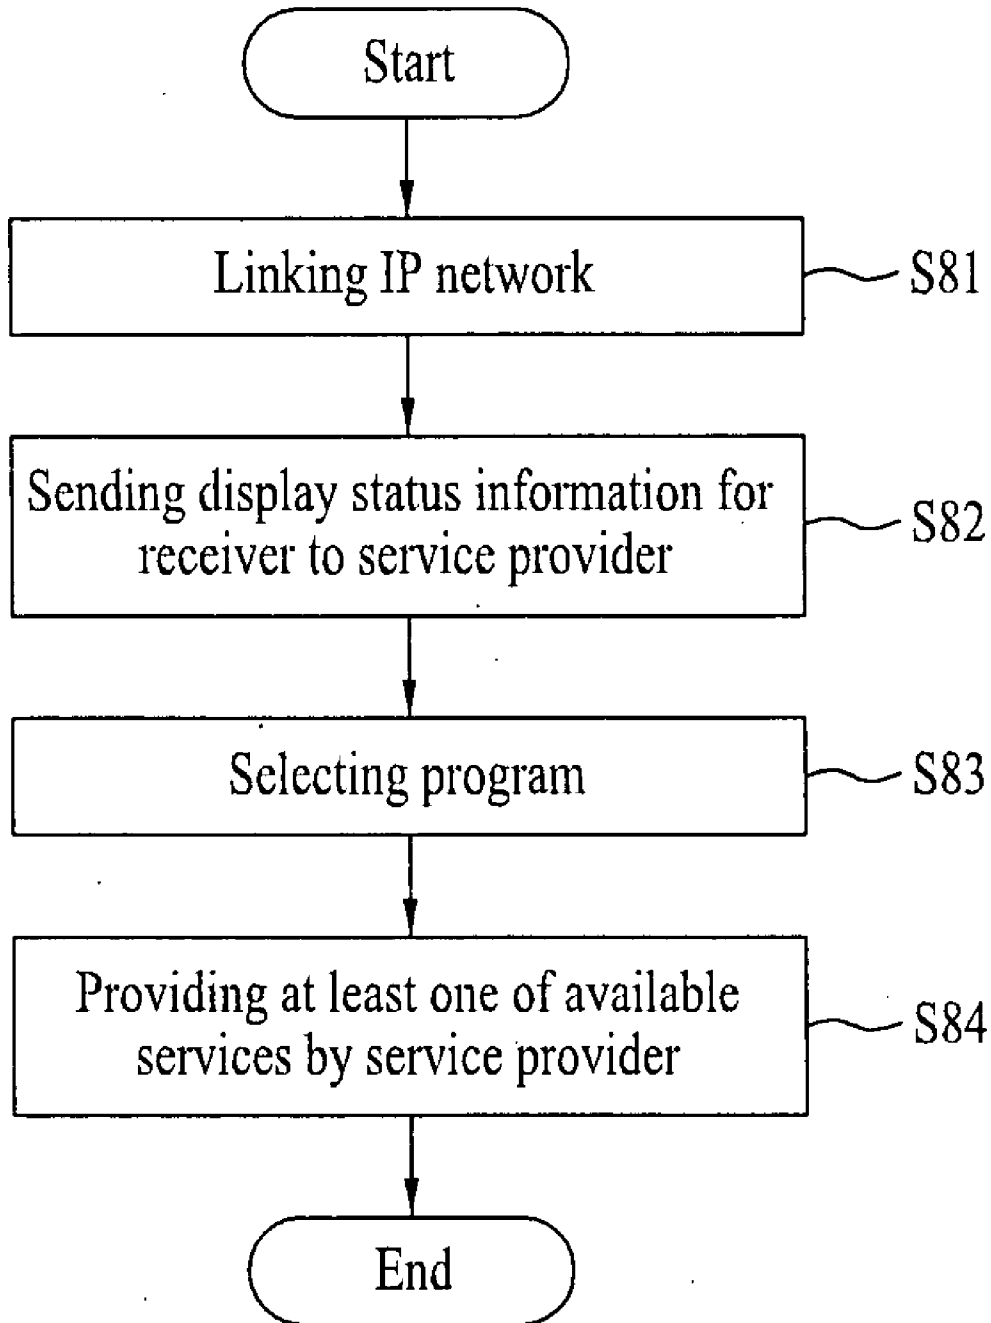 Start
Linking IP network
S81
Sending display status information for
receiver to service provider
S82
Selecting program
S83
Providing at least one of available
services by service provider
S84
End